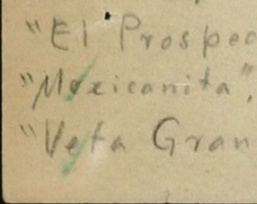 "El Prospec
"Mexicanita",
"Veta Gran